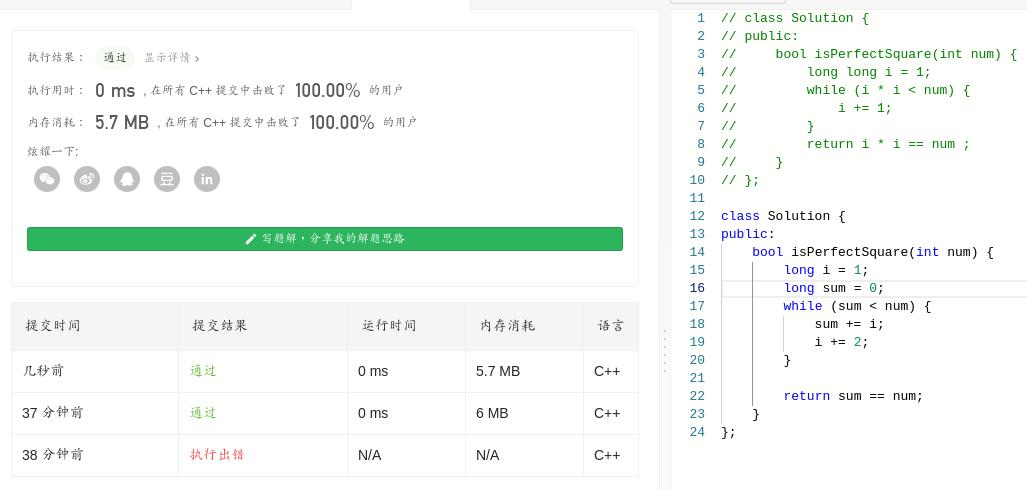 执行结果： 通过 显示详情 ›
执行用时： 0 ms , 在所有 C++ 提交中击败了 100.00% 的用户
内存消耗： 5.7 MB , 在所有 C++ 提交中击败了 100.00% 的用户
炫耀一下:
豆
in
写题解，分享我的解题思路
提交时间 提交结果 运行时间 内存消耗 语言
几秒前 通过 0 ms 5.7 MB C++
37 分钟前 通过 0 ms 6 MB C++
38 分钟前 执行出错 N/A N/A C++
1 // class Solution {
2 // public:
3 //     bool isPerfectSquare(int num) {
4 //         long long i = 1;
5 //         while (i * i < num) {
6 //             i += 1;
7 //         }
8 //         return i * i == num ;
9 //     }
10 // };
11
12 class Solution {
13 public:
14     bool isPerfectSquare(int num) {
15         long i = 1;
16         long sum = 0;
17         while (sum < num) {
18             sum += i;
19             i += 2;
20         }
21
22         return sum == num;
23     }
24 };